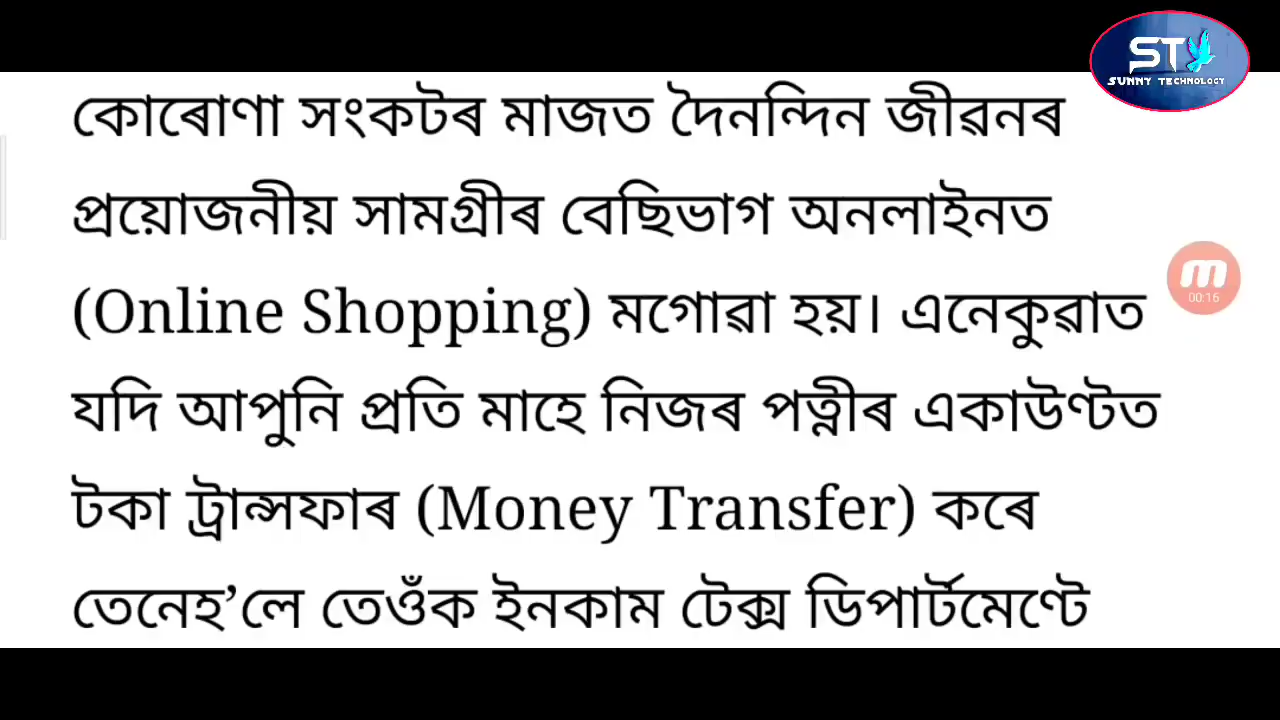 ST
SUNNY TECHNOLOGY
কোৰোণা সংকটৰ মাজত দৈনন্দিন জীৱনৰ
প্ৰয়োজনীয় সামগ্ৰীৰ বেছিভাগ অনলাইনত
(Online Shopping) মগোৱা হয়। এনেকুৱাত
00:16
যদি আপুনি প্ৰতি মাহে নিজৰ পত্নীৰ একাউণ্টত
টকা ট্ৰান্সফাৰ (Money Transfer) কৰে
তেনেহ’লে তেওঁক ইনকাম টেক্স ডিপাৰ্টমেণ্টে